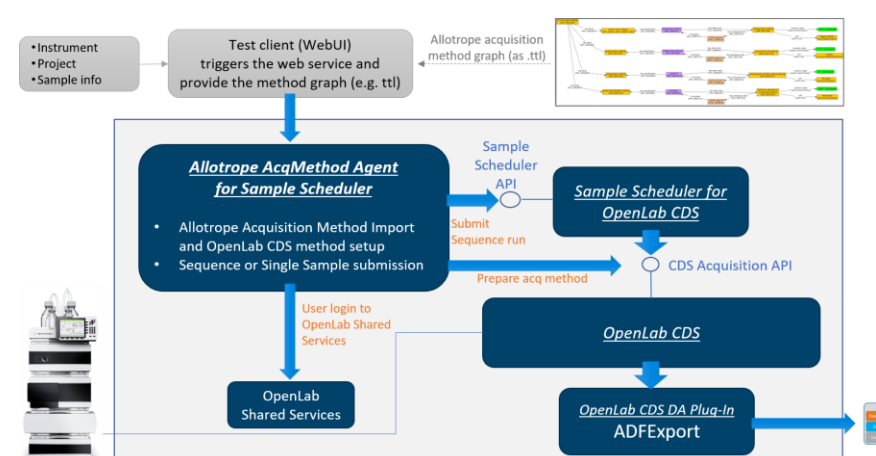 •Instrument
•Project
•Sample info
Test client (WebUI)
triggers the web service and
provide the method graph (e.g. ttl)
Allotrope acquisition
method graph (as .ttl)
Allotrope AcqMethod Agent
for Sample Scheduler
• Allotrope Acquisition Method Import
and OpenLab CDS method setup
• Sequence or Single Sample submission
Sample
Scheduler
API
Submit
Sequence run
Sample Scheduler for
OpenLab CDS
Prepare acq method
CDS Acquisition API
User login to
OpenLab Shared
Services
OpenLab CDS
OpenLab
Shared Services
OpenLab CDS DA Plug-In
ADFExport